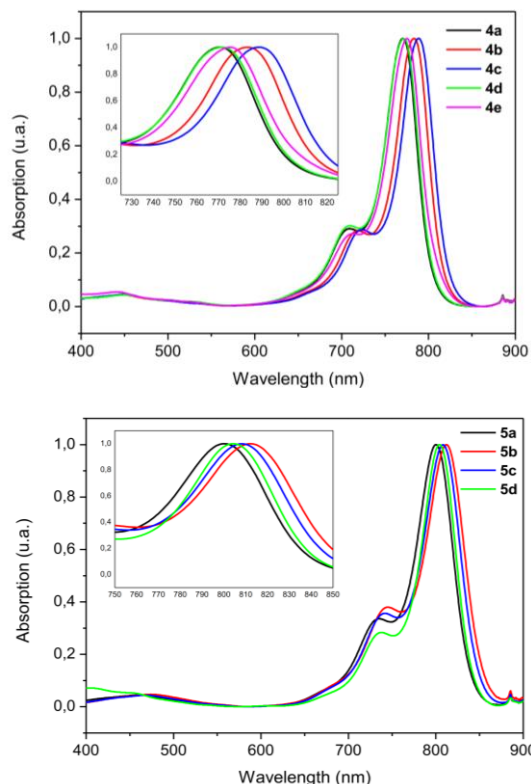 4a
4b
4c
4d
4e
1,0
0,8
0,6
0,4
0,2
0,0
730 740 750 760 770 780 790 800 810 820
Absorption (u.a.)
1,0
0,8
0,6
0,4
0,2
0,0
400 500 600 700 800 900
Wavelength (nm)
5a
5b
5c
5d
1,0
0,8
0,6
0,4
0,2
0,0
750 760 770 780 790 800 810 820 830 840 850
Absorption (u.a.)
1,0
0,8
0,6
0,4
0,2
0,0
400 500 600 700 800 900
Wavelength (nm)